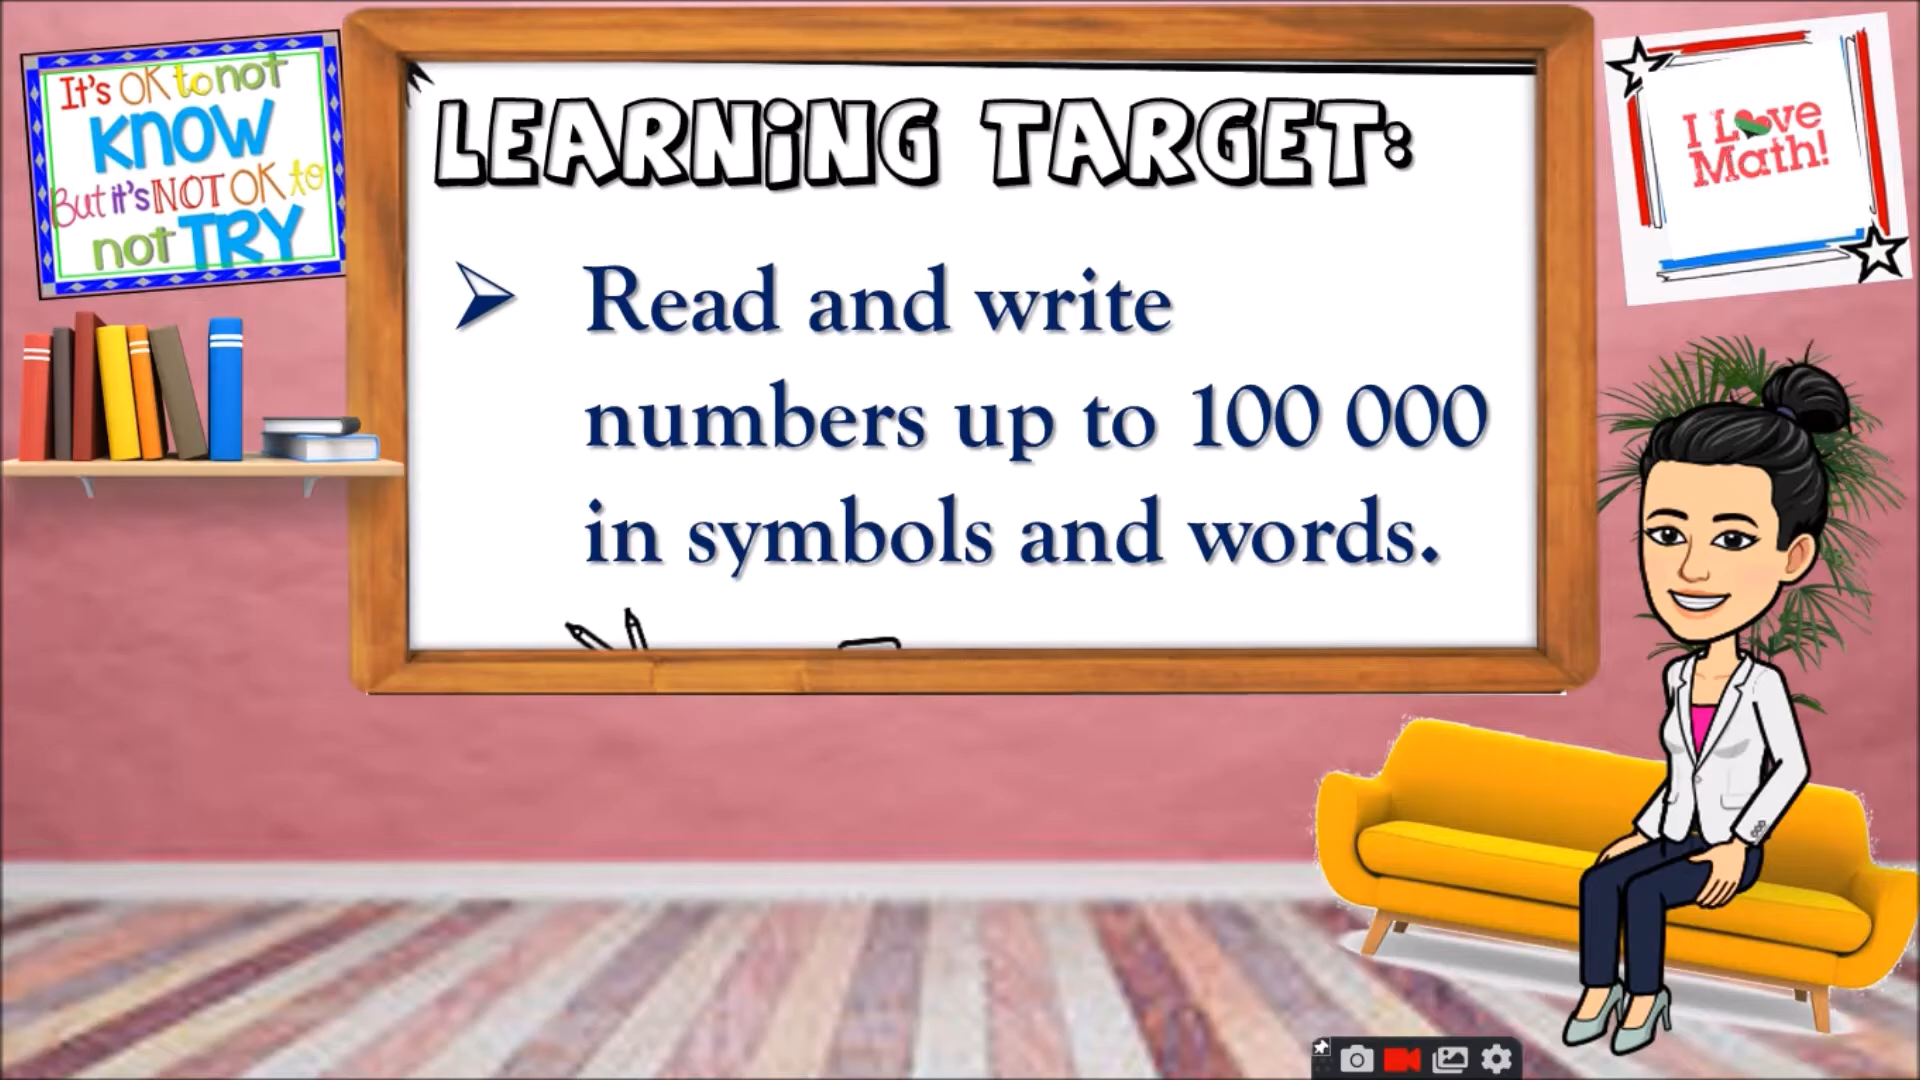 It's OK to not
KNOW
But it's NOT OK to
not TRY
LEARNING TARGET:
Read and write
numbers up to 100 000
in symbols and words.
I Love
Math!